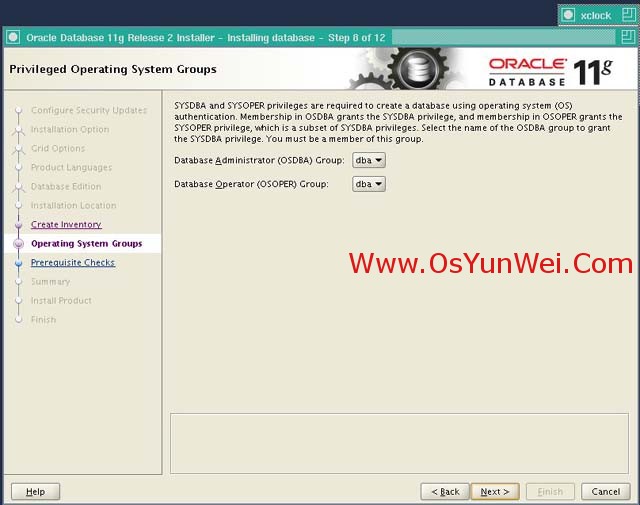 xclock
Oracle Database 11g Release 2 Installer - Installing database - Step 8 of 12
Privileged Operating System Groups
ORACLE
DATABASE
11g
Configure Security Updates
Installation Option
Grid Options
Product Languages
Database Edition
Installation Location
Create Inventory
Operating System Groups
Prerequisite Checks
Summary
Install Product
Finish
SYSDBA and SYSOPER privileges are required to create a database using operating system (OS)
authentication. Membership in OSDBA grants the SYSDBA privilege, and membership in OSOPER grants the
SYSOPER privilege, which is a subset of SYSDBA privileges. Select the name of the OSDBA group to grant
the SYSDBA privilege. You must be a member of this group.
Database Administrator (OSDBA) Group: dba
Database Operator (OSOPER) Group: dba
Www.OsYunWei.Com
Help
< Back Next > Finish Cancel